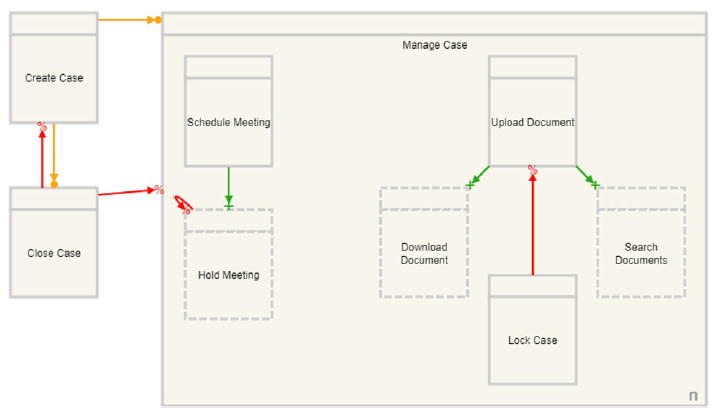 Manage Case
Create Case
Schedule Meeting
Upload Document
%
%
%
%
Close Case
Download
Document
Search
Documents
Hold Meeting
Lock Case
n